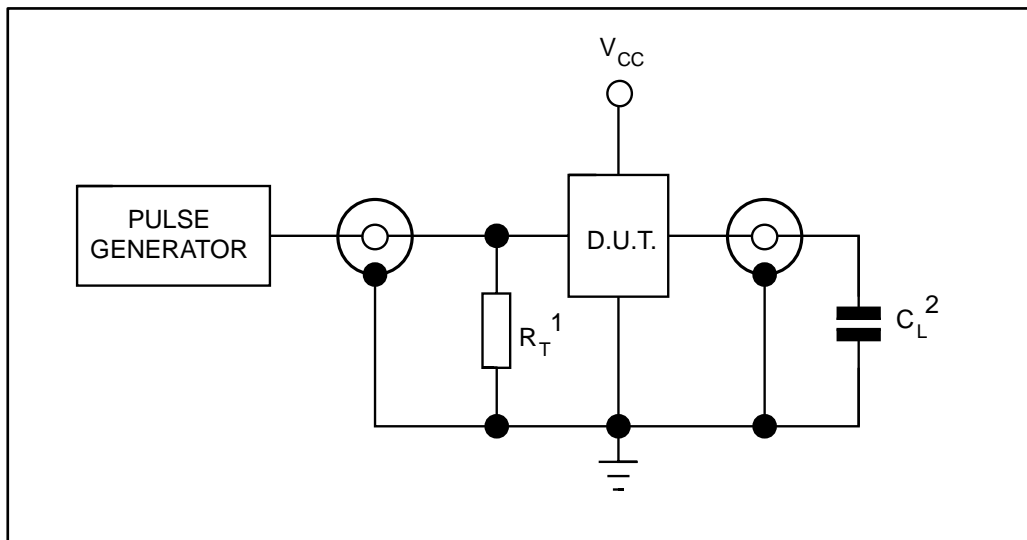 V_CC
PULSE
GENERATOR
D.U.T.
R_T^1
C_L^2